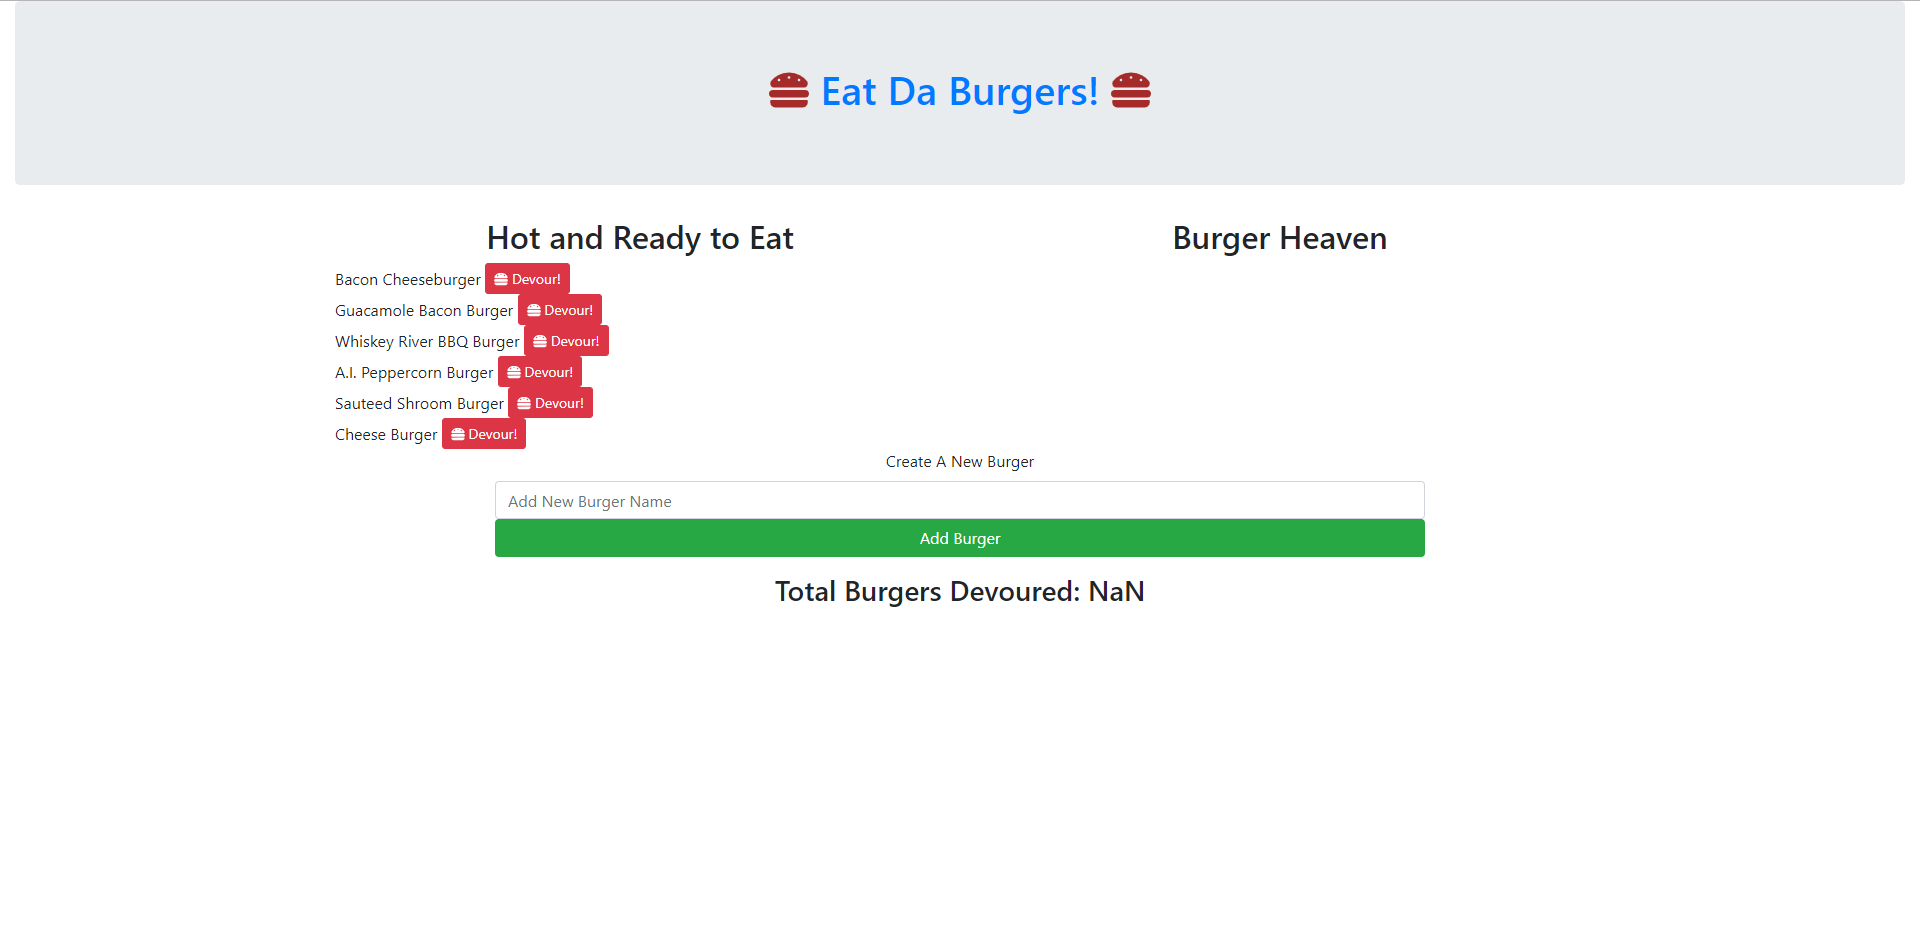 Eat Da Burgers!
Hot and Ready to Eat
Bacon Cheeseburger Devour!
Guacamole Bacon Burger Devour!
Whiskey River BBQ Burger Devour!
A.I. Peppercorn Burger Devour!
Sauteed Shroom Burger Devour!
Cheese Burger Devour!
Burger Heaven
Create A New Burger
Add New Burger Name
Add Burger
Total Burgers Devoured: NaN